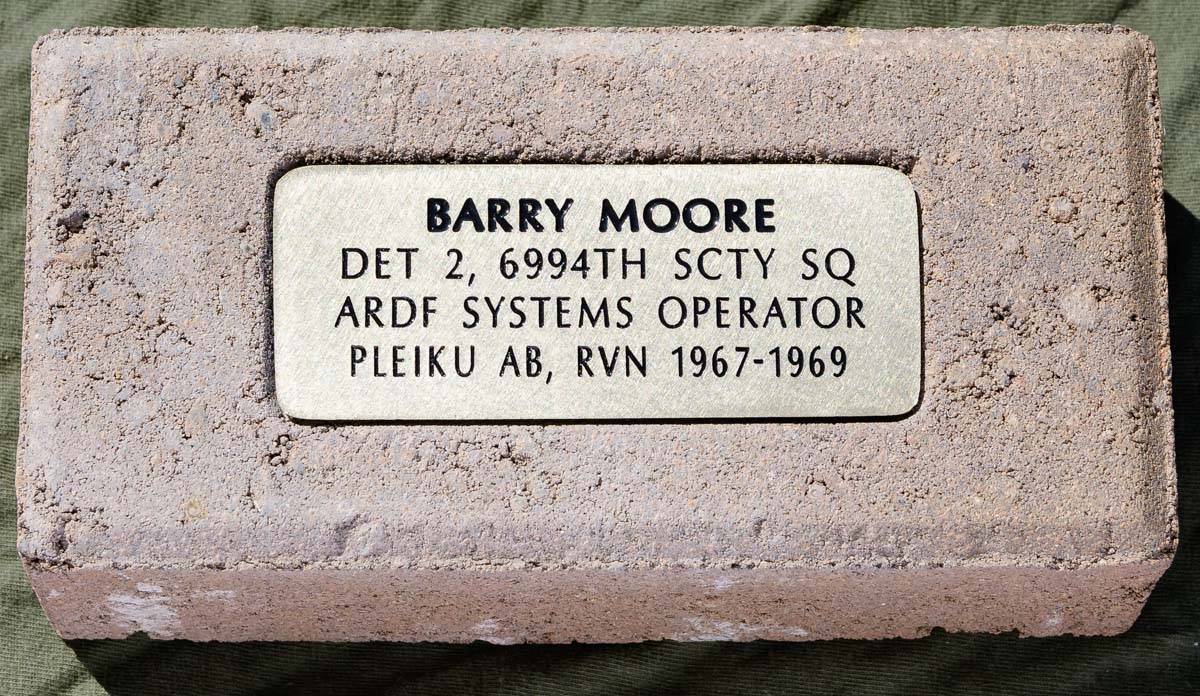 BARRY MOORE
DET 2, 6994TH SCTY SQ
ARDF SYSTEMS OPERATOR
PLEIKU AB, RVN 1967-1969